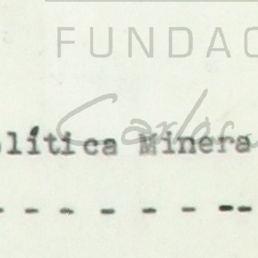 FUNDAC
Carlos
olítica Minera
- - - - - - --